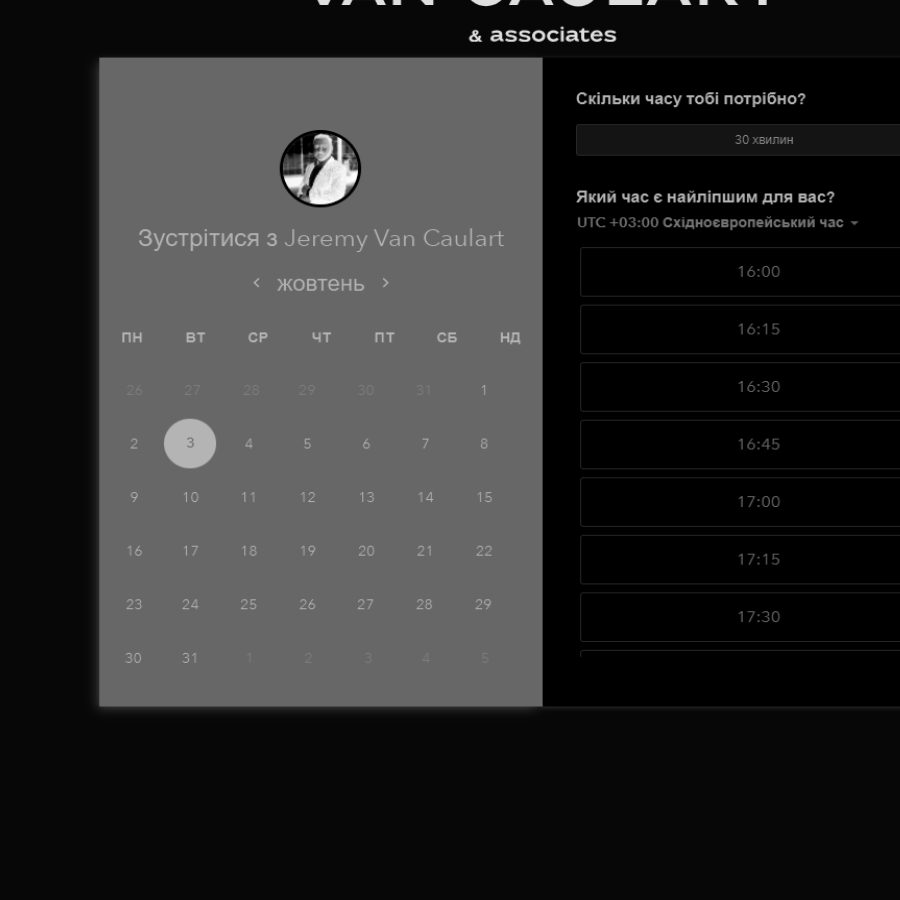 VAN CAULART
& associates
Зустрітися з Jeremy Van Caulart
жовтень
ПН ВТ СР ЧТ ПТ СБ НД
26 27 28 29 30 31 1
2 3 4 5 6 7 8
9 10 11 12 13 14 15
16 17 18 19 20 21 22
23 24 25 26 27 28 29
30 31 1 2 3 4 5
Скільки часу тобі потрібно?
30 хвилин
Який час є найліпшим для вас?
UTC +03:00 Східноєвропейський час
16:00
16:15
16:30
16:45
17:00
17:15
17:30